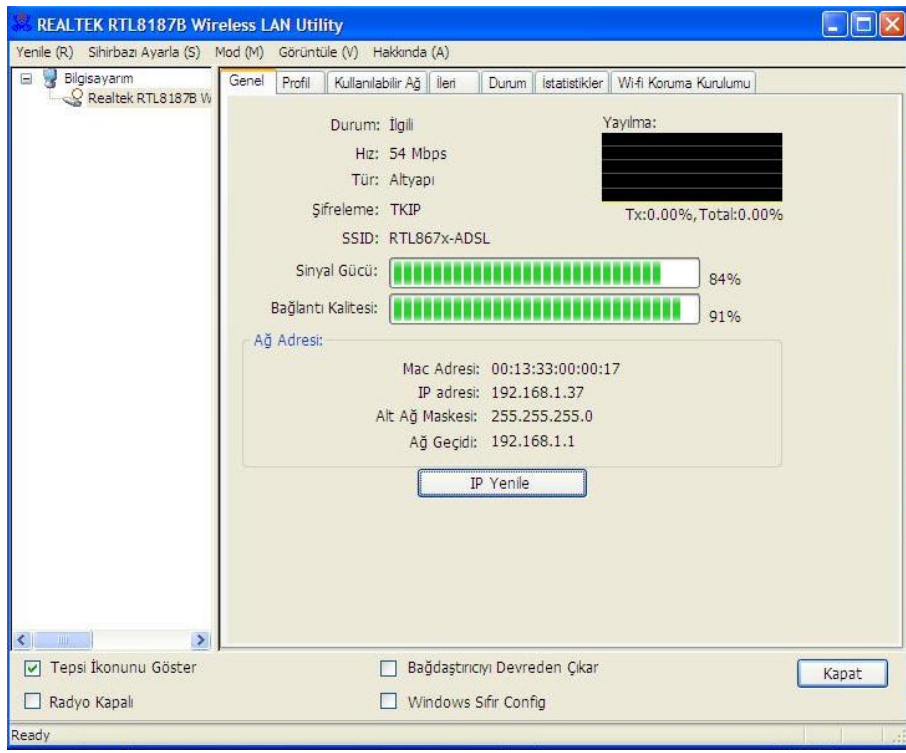 REALTEK RTL8187B Wireless LAN Utility
Yenile (R) Sihirbazı Ayarla (S) Mod (M) Görüntüle (V) Hakkında (A)
Bilgisayarım
Realtek RTL8187B W
Genel Profil Kullanılabilir Ağ İleri Durum İstatistikler Wi-fi Koruma Kurulumu
Durum: İlgili
Yayılma:
Hız: 54 Mbps
Tür: Altyapı
Şifreleme: TKIP
Tx:0.00%, Total:0.00%
SSID: RTL867x-ADSL
Sinyal Gücü: 84%
Bağlantı Kalitesi: 91%
Ağ Adresi:
Mac Adresi: 00:13:33:00:00:17
IP adresi: 192.168.1.37
Alt Ağ Maskesi: 255.255.255.0
Ağ Geçidi: 192.168.1.1
IP Yenile
Tepsi İkonunu Göster Bağdaştırıcıyı Devreden Çıkar Kapat
Radyo Kapalı Windows Sıfır Config
Ready